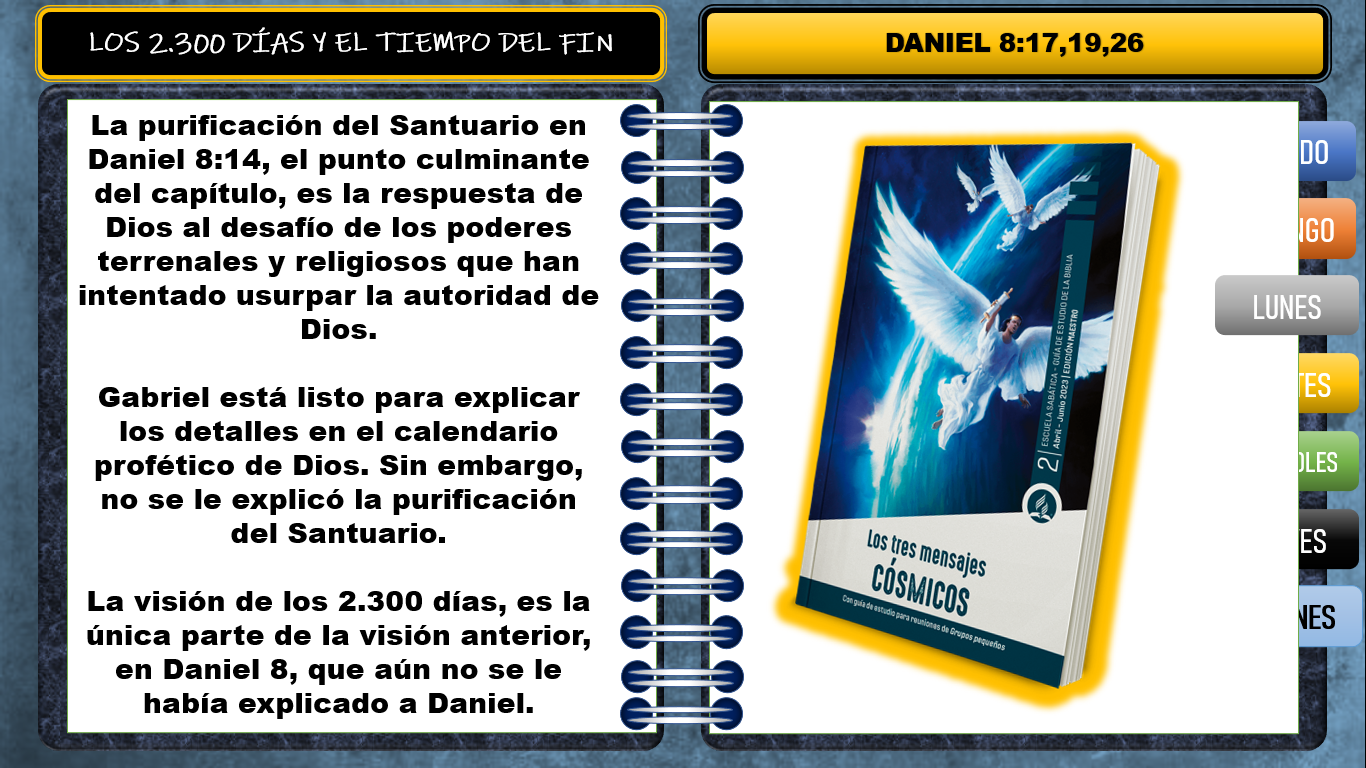 LOS 2.300 DÍAS Y EL TIEMPO DEL FIN
DANIEL 8:17,19,26
La purificación del Santuario en
Daniel 8:14, el punto culminante
del capítulo, es la respuesta de
Dios al desafío de los poderes
terrenales y religiosos que han
intentado usurpar la autoridad de
Dios.
Gabriel está listo para explicar
los detalles en el calendario
profético de Dios. Sin embargo,
no se le explicó la purificación
del Santuario.
La visión de los 2.300 días, es la
única parte de la visión anterior,
en Daniel 8, que aún no se le
había explicado a Daniel.
2 | ESCUELA SABÁTICA - GUÍA DE ESTUDIO DE LA BIBLIA
Abril - Junio 2023 | EDICIÓN MAESTRO
Los tres mensajes
CÓSMICOS
Con guía de estudio para reuniones de Grupos pequeños
DO
NGO
LUNES
TES
OLES
ES
NES